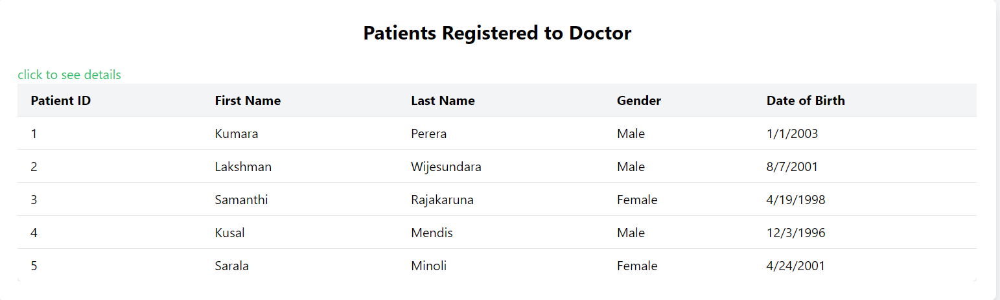 Patients Registered to Doctor
click to see details
Patient ID First Name Last Name Gender Date of Birth
1 Kumara Perera Male 1/1/2003
2 Lakshman Wijesundara Male 8/7/2001
3 Samanthi Rajakaruna Female 4/19/1998
4 Kusal Mendis Male 12/3/1996
5 Sarala Minoli Female 4/24/2001